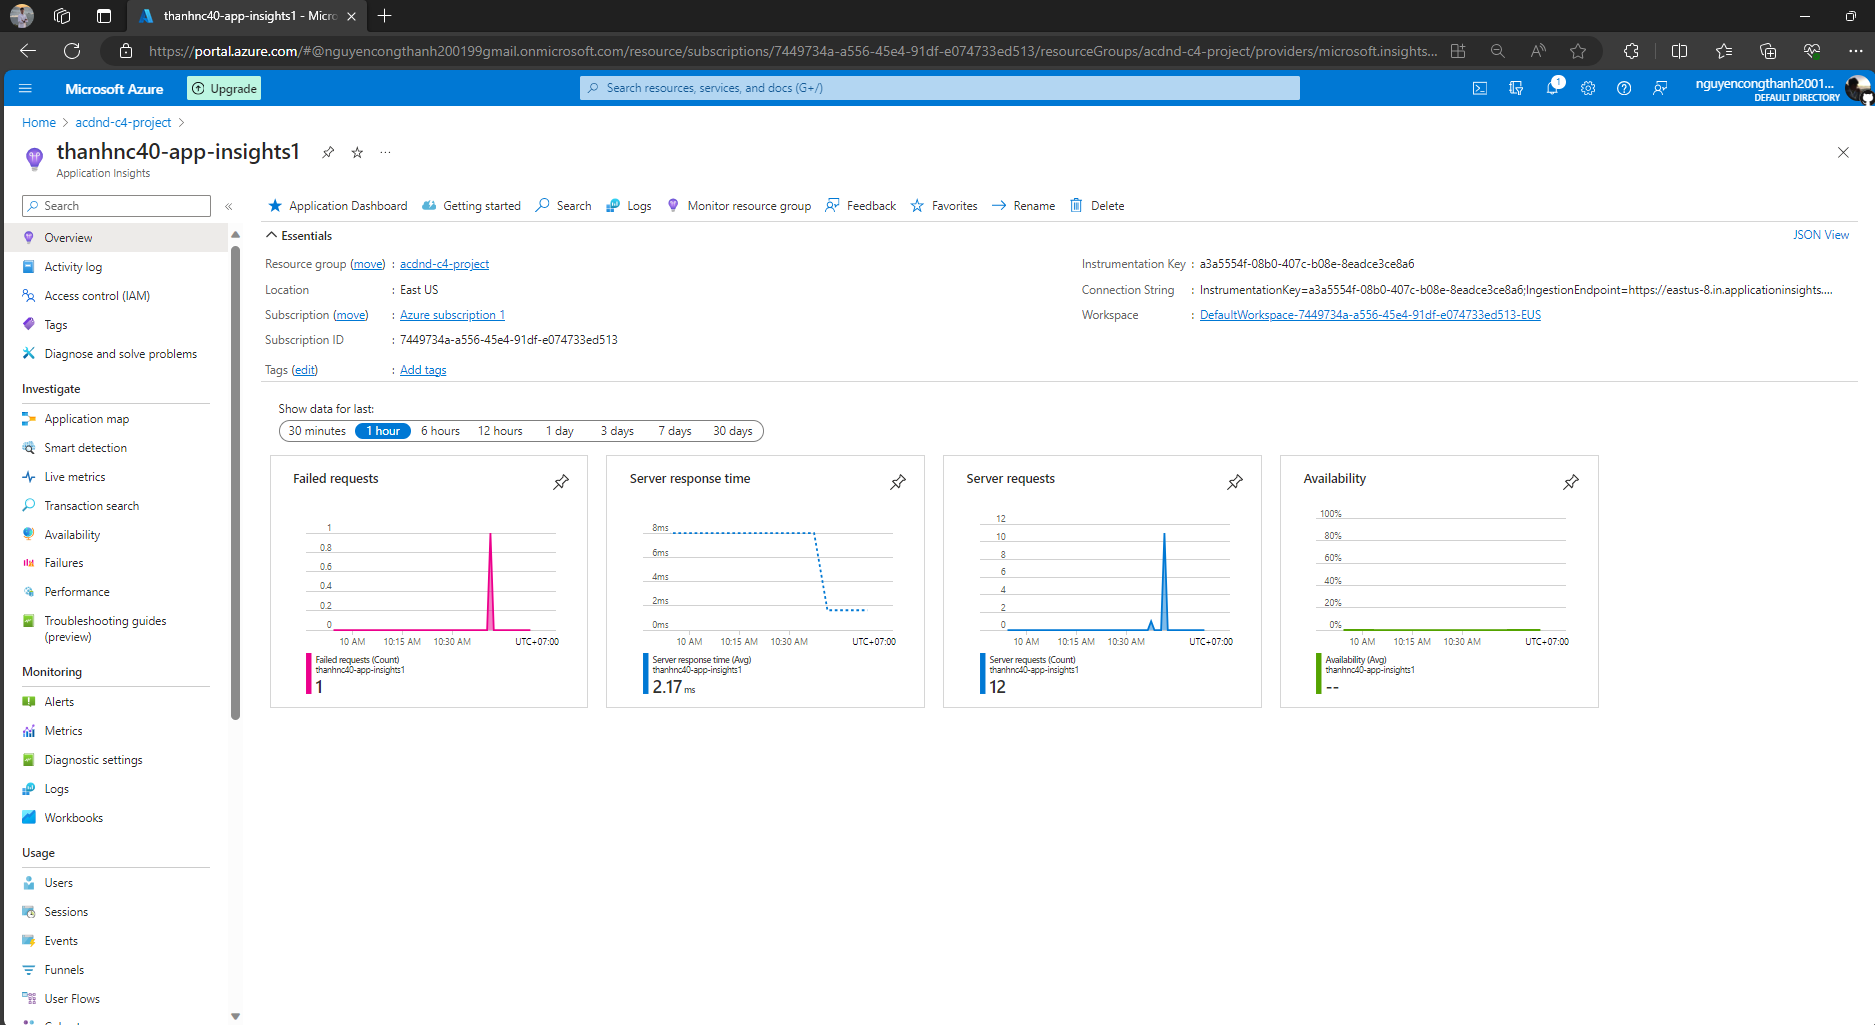 thanhnc40-app-insights1 - Micro
https://portal.azure.com/#@nguyencongthanh200199gmail.onmicrosoft.com/resource/subscriptions/7449734a-a556-45e4-91df-e074733ed513/resourceGroups/acdnd-c4-project/providers/microsoft.insights...
Microsoft Azure
Upgrade
Search resources, services, and docs (G+/)
1
nguyencongthanh2001...
DEFAULT DIRECTORY
Home > acdnd-c4-project >
thanhnc40-app-insights1
Application Insights
Search
Overview
Activity log
Access control (IAM)
Tags
Diagnose and solve problems
Investigate
Application map
Smart detection
Live metrics
Transaction search
Availability
Failures
Performance
Troubleshooting guides
(preview)
Monitoring
Alerts
Metrics
Diagnostic settings
Logs
Workbooks
Usage
Users
Sessions
Events
Funnels
User Flows
Application Dashboard Getting started Search Logs Monitor resource group Feedback Favorites Rename Delete
Essentials
JSON View
Resource group (move) : acdnd-c4-project
Location : East US
Subscription (move) : Azure subscription 1
Subscription ID : 7449734a-a556-45e4-91df-e074733ed513
Tags (edit) : Add tags
Instrumentation Key : a3a5554f-08b0-407c-b08e-8eadce3ce8a6
Connection String : InstrumentationKey=a3a5554f-08b0-407c-b08e-8eadce3ce8a6;IngestionEndpoint=https://eastus-8.in.applicationinsights....
Workspace : DefaultWorkspace-7449734a-a556-45e4-91df-e074733ed513-EUS
Show data for last:
30 minutes 1 hour 6 hours 12 hours 1 day 3 days 7 days 30 days
Failed requests
1
0.8
0.6
0.4
0.2
0
10 AM 10:15 AM 10:30 AM UTC+07:00
Failed requests (Count)
thanhnc40-app-insights1
1
Server response time
8ms
6ms
4ms
2ms
0ms
10 AM 10:15 AM 10:30 AM UTC+07:00
Server response time (Avg)
thanhnc40-app-insights1
2.17 ms
Server requests
12
10
8
6
4
2
0
10 AM 10:15 AM 10:30 AM UTC+07:00
Server requests (Count)
thanhnc40-app-insights1
12
Availability
100%
80%
60%
40%
20%
0%
10 AM 10:15 AM 10:30 AM UTC+07:00
Availability (Avg)
thanhnc40-app-insights1
--